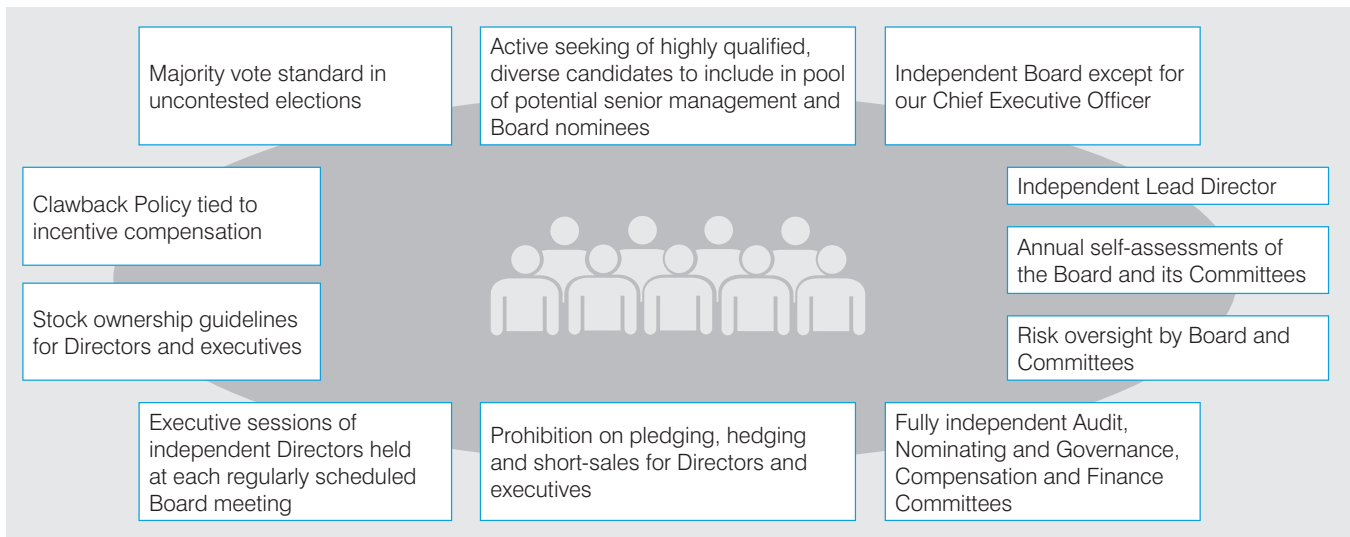 Majority vote standard in
uncontested elections
Active seeking of highly qualified,
diverse candidates to include in pool
of potential senior management and
Board nominees
Independent Board except for
our Chief Executive Officer
Clawback Policy tied to
incentive compensation
Independent Lead Director
Annual self-assessments of
the Board and its Committees
Stock ownership guidelines
for Directors and executives
Risk oversight by Board and
Committees
Executive sessions of
independent Directors held
at each regularly scheduled
Board meeting
Prohibition on pledging, hedging
and short-sales for Directors and
executives
Fully independent Audit,
Nominating and Governance,
Compensation and Finance
Committees